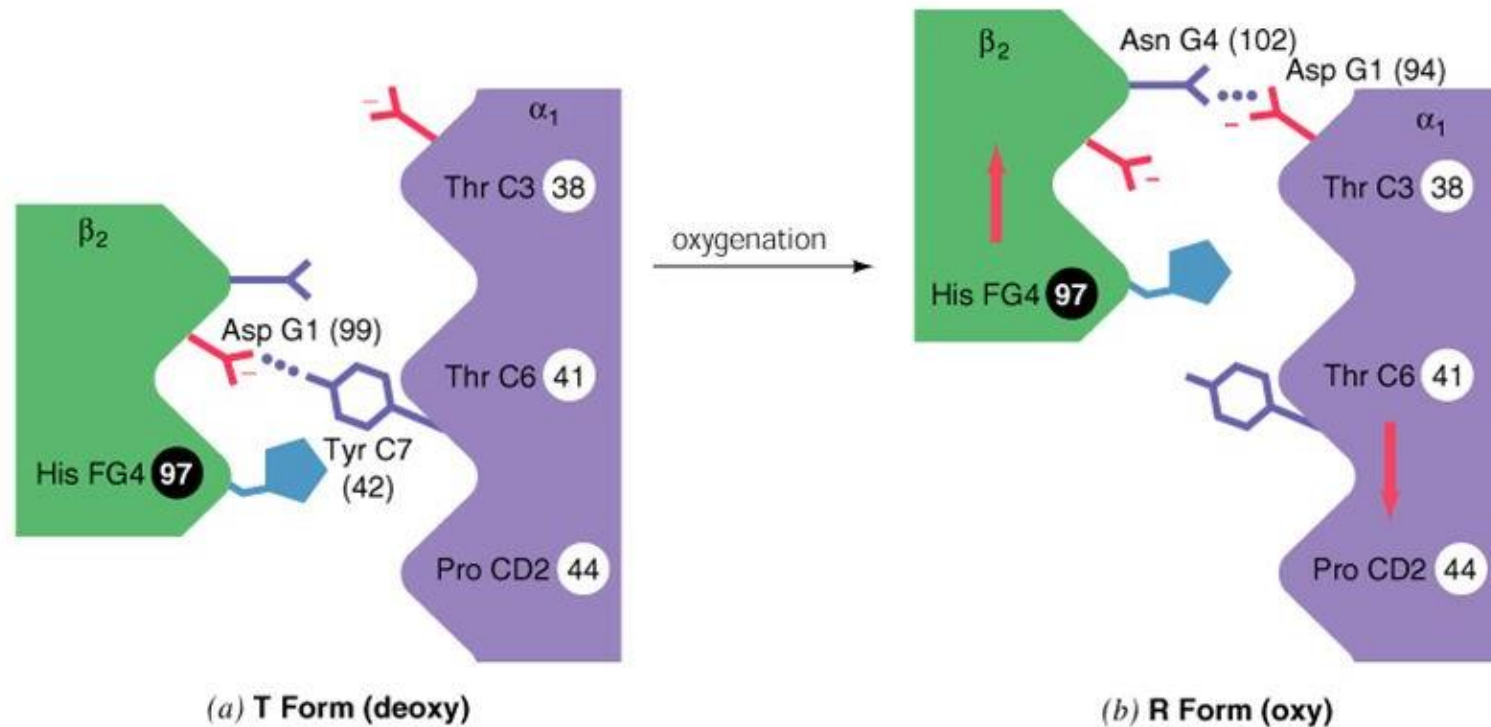 β₂
Asp G1 (99)
His FG4 97
Tyr C7
(42)
α₁
Thr C3 38
Thr C6 41
Pro CD2 44
(a) T Form (deoxy)
oxygenation
β₂
Asn G4 (102)
Asp G1 (94)
His FG4 97
α₁
Thr C3 38
Thr C6 41
Pro CD2 44
(b) R Form (oxy)